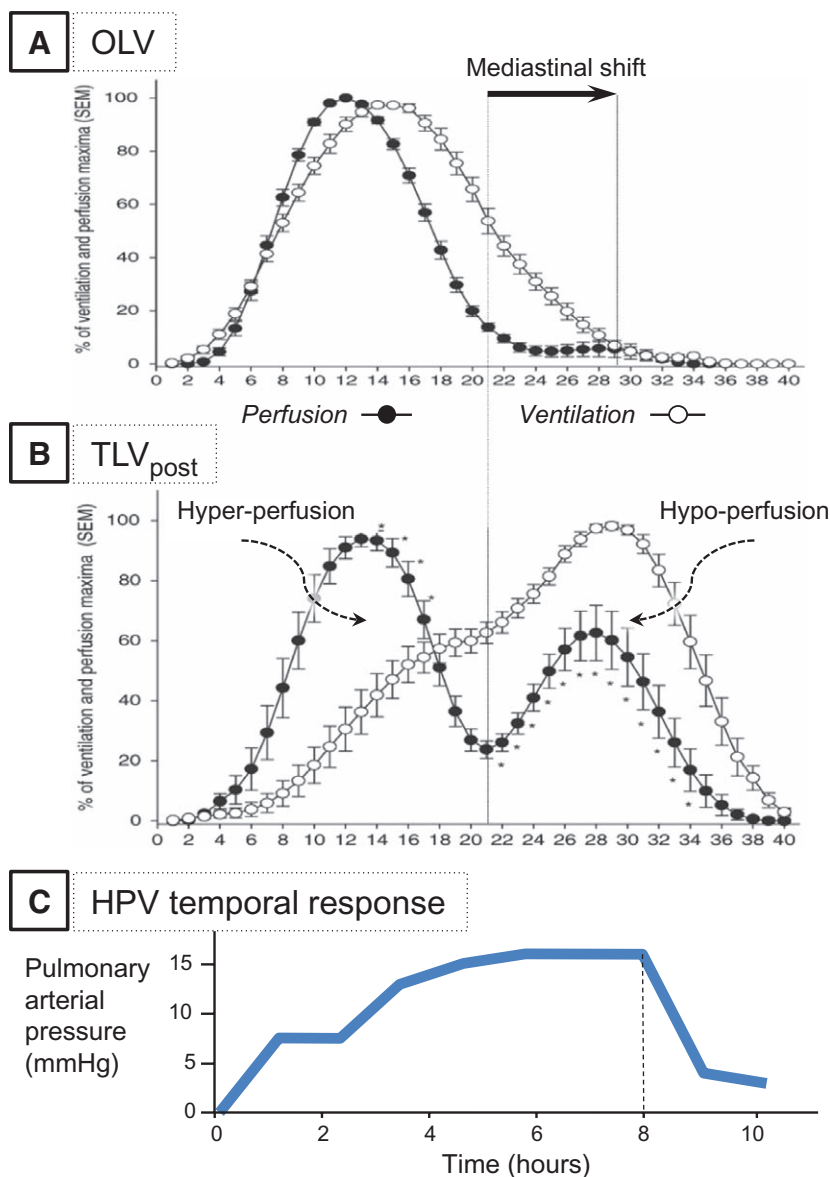 A OLV
Mediastinal shift
% of ventilation and perfusion maxima (SEM)
100
80
60
40
20
0
0 2 4 6 8 10 12 14 16 18 20 22 24 26 28 30 32 34 36 38 40
Perfusion Ventilation
B TLVpost
Hyper-perfusion Hypo-perfusion
% of ventilation and perfusion maxima (SEM)
100
80
60
40
20
0
0 2 4 6 8 10 12 14 16 18 20 22 24 26 28 30 32 34 36 38 40
* * * * * * * * * * * * * * * * *
C HPV temporal response
Pulmonary
arterial
pressure
(mmHg)
15
10
5
0
0 2 4 6 8 10
Time (hours)